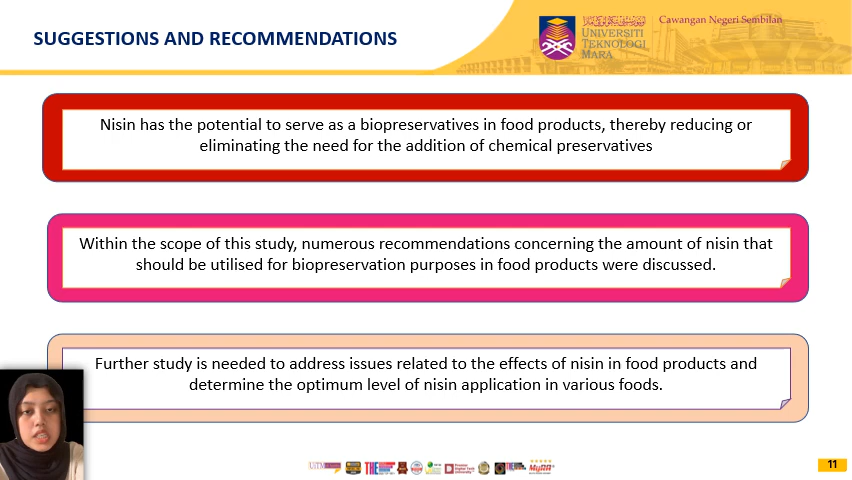 SUGGESTIONS AND RECOMMENDATIONS
UNIVERSITI
TEKNOLOGI
MARA
Cawangan Negeri Sembilan
Nisin has the potential to serve as a biopreservatives in food products, thereby reducing or
eliminating the need for the addition of chemical preservatives
Within the scope of this study, numerous recommendations concerning the amount of nisin that
should be utilised for biopreservation purposes in food products were discussed.
Further study is needed to address issues related to the effects of nisin in food products and
determine the optimum level of nisin application in various foods.
UiTM
THE
MyRA
11